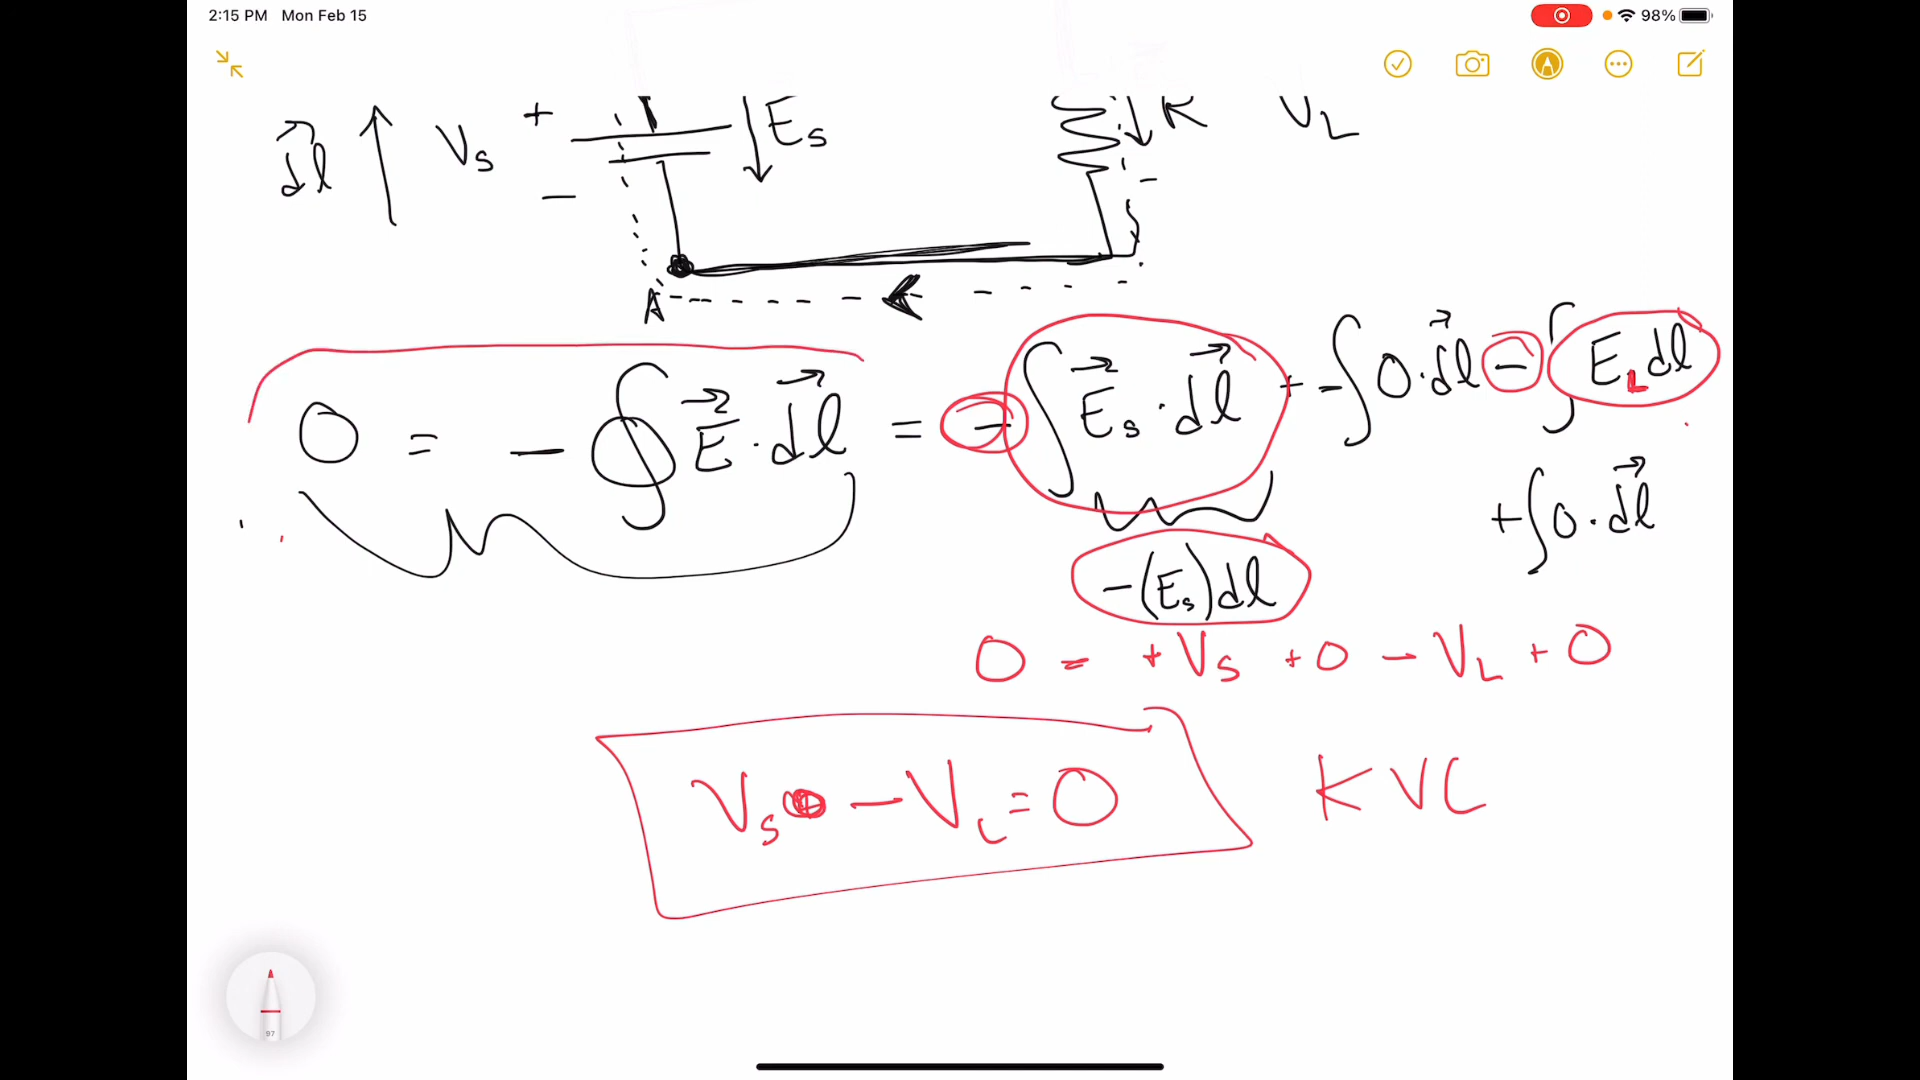 2:15 PM Mon Feb 15 98%
dl Vs + Es R VL
− −
A
0 = − ∮ E · dl = − ∫ Es · dl + − ∫ 0 · dl − ∫ EL dl
+ ∫ 0 · dl
−(Es) dl
0 = +Vs + 0 − VL + 0
Vs − VL = 0 KVL
97